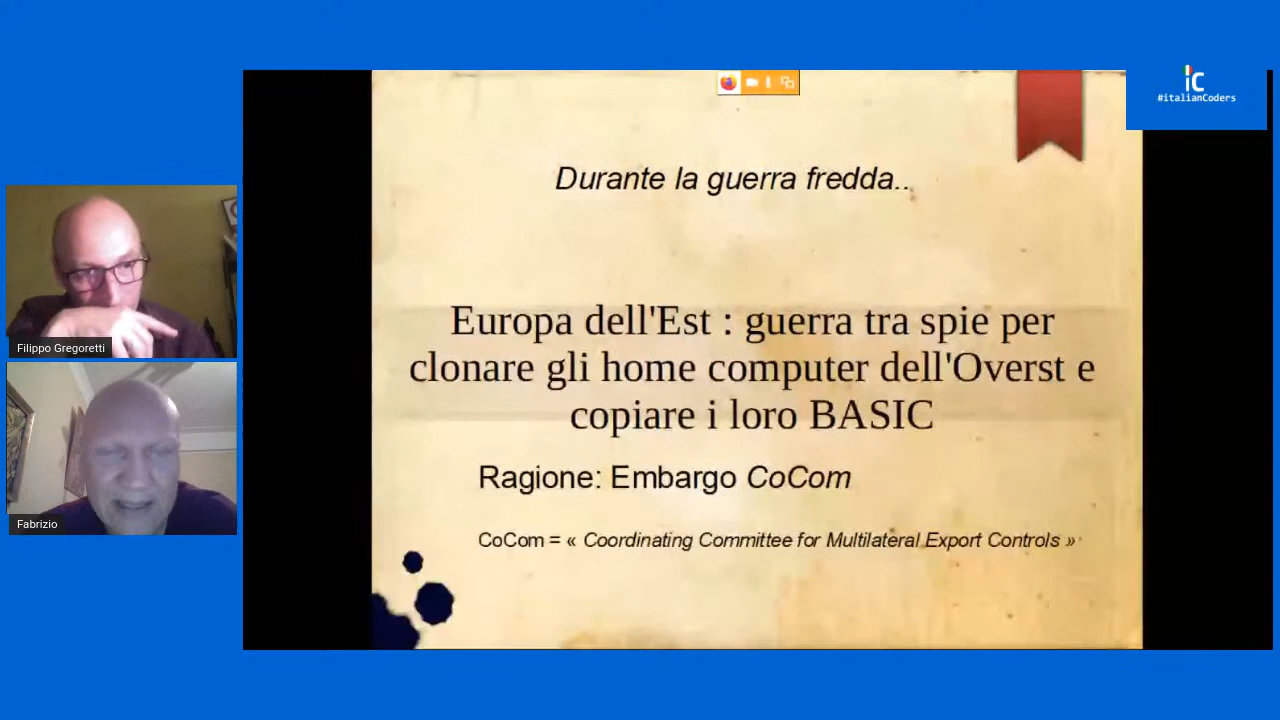 iC
#italianCoders
Durante la guerra fredda..
Europa dell'Est : guerra tra spie per
clonare gli home computer dell'Overst e
copiare i loro BASIC
Ragione: Embargo CoCom
CoCom = « Coordinating Committee for Multilateral Export Controls »
Filippo Gregoretti
Fabrizio